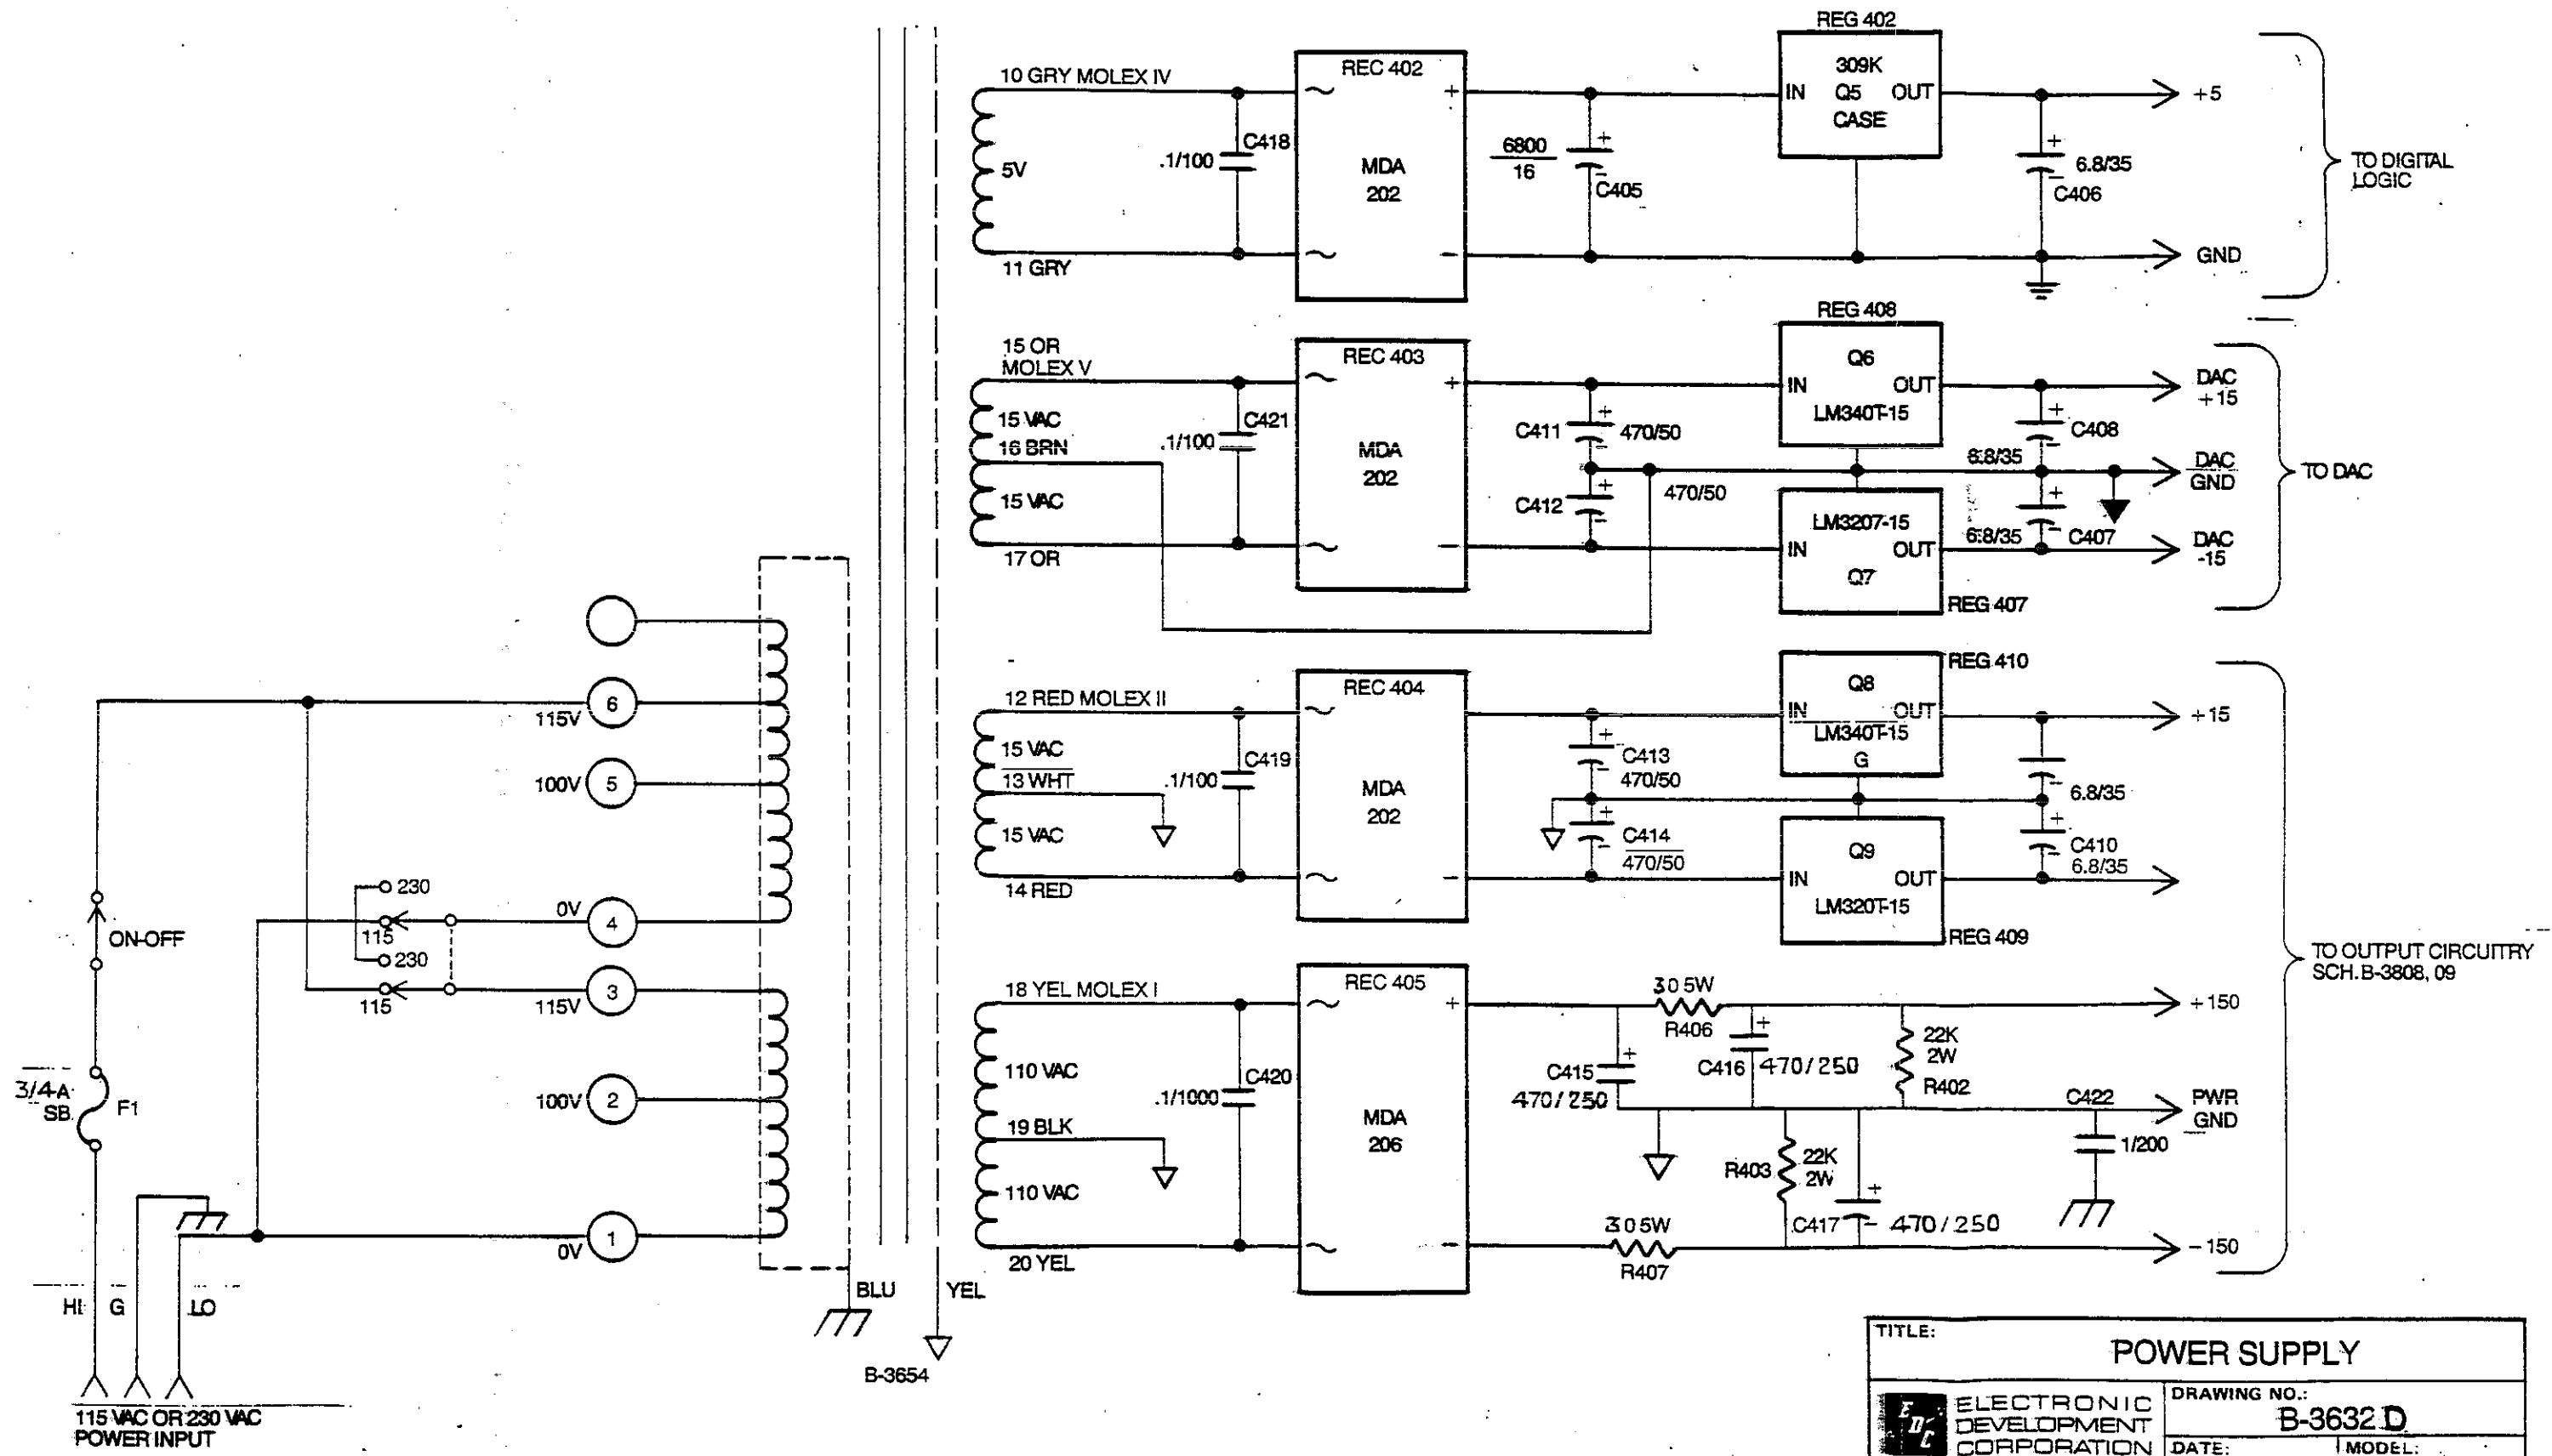 10 GRY MOLEX IV
5V
11 GRY
C418
.1/100
REC 402
~
+
MDA
202
~
−
6800
16
+
−
C405
REG 402
309K
IN Q5 OUT
CASE
+
6.8/35
−
C406
+5
GND
TO DIGITAL
LOGIC
15 OR
MOLEX V
15 VAC
16 BRN
15 VAC
17 OR
C421
.1/100
REC 403
~
+
MDA
202
~
−
C411
+
−
470/50
C412
+
−
470/50
REG 408
Q6
IN OUT
LM340T-15
LM3207-15
IN OUT
Q7
REG 407
+
−
C408
6.8/35
+
−
6.8/35
C407
DAC
+15
DAC
GND
DAC
-15
TO DAC
12 RED MOLEX II
15 VAC
13 WHT
15 VAC
14 RED
C419
.1/100
REC 404
~
MDA
202
~
−
+
−
C413
470/50
+
−
C414
470/50
REG 410
Q8
IN OUT
LM340T-15
G
Q9
IN OUT
LM320T-15
REG 409
−
6.8/35
+
−
C410
6.8/35
+15
TO OUTPUT CIRCUITRY
SCH. B-3808, 09
18 YEL MOLEX I
110 VAC
19 BLK
110 VAC
20 YEL
C420
.1/1000
REC 405
~
+
MDA
206
~
−
3.0 5W
R406
C415
+
470/250
+
C416
470/250
22K
2W
R402
R403
22K
2W
+
−
C417
470/250
3.0 5W
R407
C422
1/200
+150
PWR
GND
-150
6
115V
5
100V
4
0V
3
115V
2
100V
1
0V
230
115
230
115
ON-OFF
3/4A
SB.
F1
HI G LO
115 VAC OR 230 VAC
POWER INPUT
BLU
YEL
B-3654
TITLE:
POWER SUPPLY
EDC
ELECTRONIC
DEVELOPMENT
CORPORATION
DRAWING NO.:
B-3632 D
DATE:
MODEL: